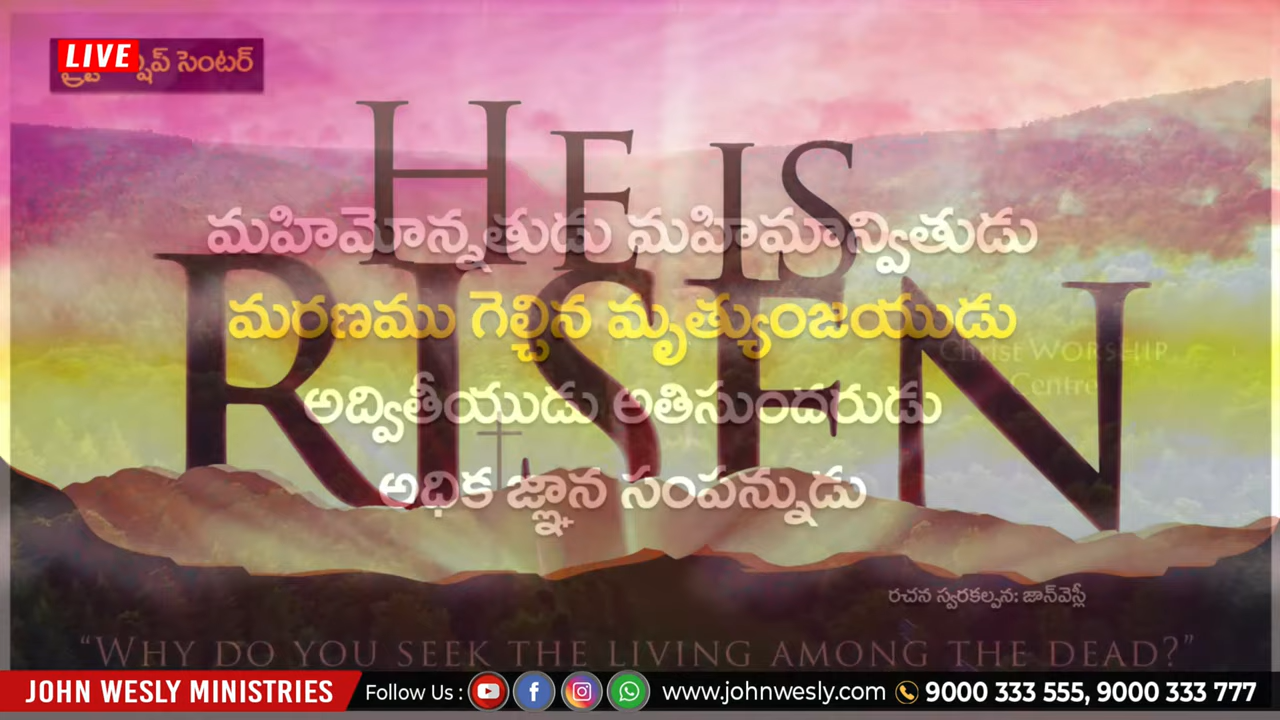 LIVE
సెంటర్
HE IS
RISEN
మహిమోన్నతుడు మహిమాన్వితుడు
మరణము గెల్చిన మృత్యుంజయుడు
అద్వితీయుడు అతిసుందరుడు
అధిక జ్ఞాన సంపన్నుడు
Christ WORSHIP
Centre
రచన స్వరకల్పన: జాన్‌వెస్లీ
“WHY DO YOU SEEK THE LIVING AMONG THE DEAD?”
JOHN WESLY MINISTRIES Follow Us : www.johnwesly.com 9000 333 555, 9000 333 777